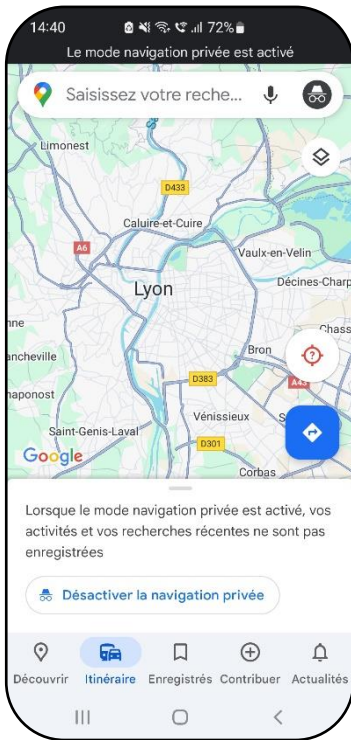 14:40 72%
Le mode navigation privée est activé
Saisissez votre reche...
Limonest
D433
Caluire-et-Cuire
A6
Vaulx-en-Velin
Lyon
Décines-Charp
nne
Chass
ancheville
Bron
D383
A43
haponost
Vénissieux
S
Saint-Genis-Laval
D301
Google
Corbas
Lorsque le mode navigation privée est activé, vos
activités et vos recherches récentes ne sont pas
enregistrées
Désactiver la navigation privée
Découvrir Itinéraire Enregistrés Contribuer Actualités